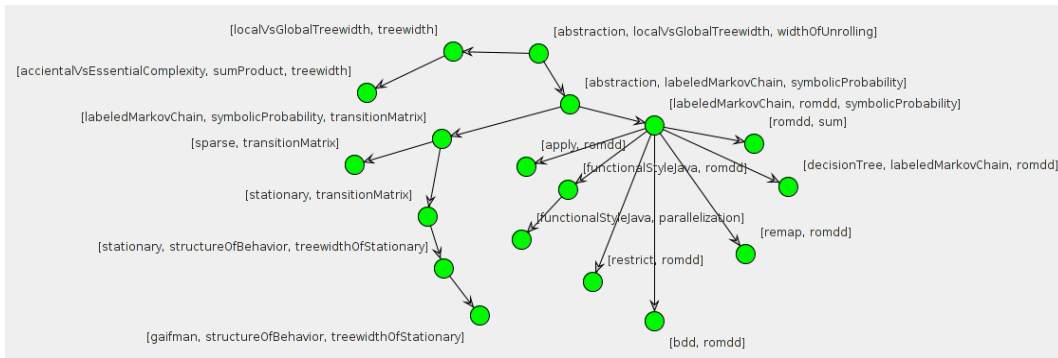 [localVsGlobalTreewidth, treewidth]
[abstraction, localVsGlobalTreewidth, widthOfUnrolling]
[accientalVsEssentialComplexity, sumProduct, treewidth]
[abstraction, labeledMarkovChain, symbolicProbability]
[labeledMarkovChain, romdd, symbolicProbability]
[labeledMarkovChain, symbolicProbability, transitionMatrix]
[romdd, sum]
[sparse, transitionMatrix]
[apply, romdd]
[decisionTree, labeledMarkovChain, romdd]
[functionalStyleJava, romdd]
[stationary, transitionMatrix]
[functionalStyleJava, parallelization]
[remap, romdd]
[stationary, structureOfBehavior, treewidthOfStationary]
[restrict, romdd]
[gaifman, structureOfBehavior, treewidthOfStationary]
[bdd, romdd]